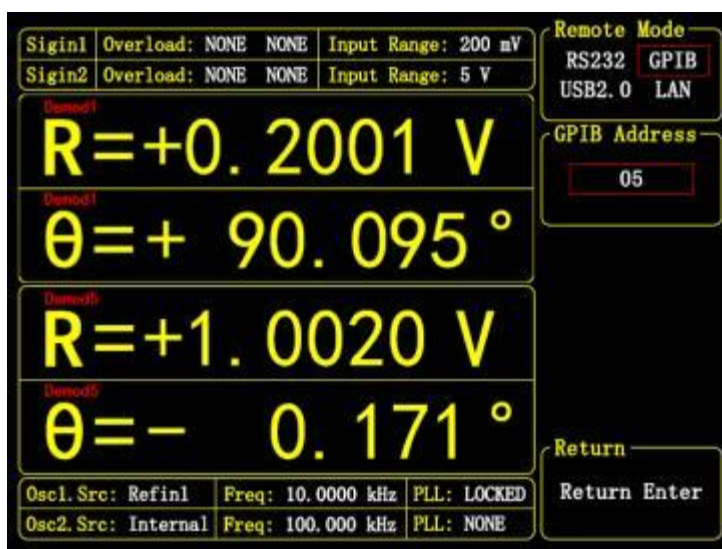 Sigin1 Overload: NONE NONE Input Range: 200 mV
Sigin2 Overload: NONE NONE Input Range: 5 V
Demod1
R=+0.2001 V
Demod1
θ=+ 90.095 °
Demod5
R=+1.0020 V
Demod5
θ=- 0.171 °
Osc1.Src: Refin1 Freq: 10.0000 kHz PLL: LOCKED
Osc2.Src: Internal Freq: 100.000 kHz PLL: NONE
Remote Mode
RS232 GPIB
USB2.0 LAN
GPIB Address
05
Return
Return Enter